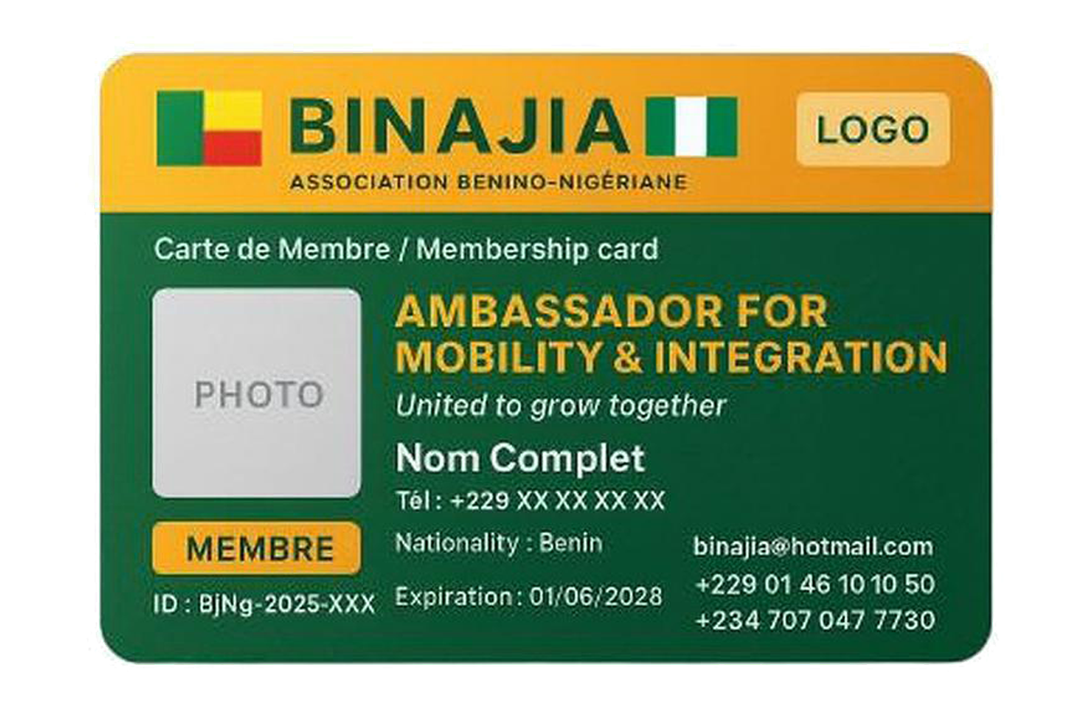 BINAJIA
LOGO
ASSOCIATION BENINO-NIGÉRIANE
Carte de Membre / Membership card
PHOTO
AMBASSADOR FOR
MOBILITY & INTEGRATION
United to grow together
Nom Complet
Tél : +229 XX XX XX XX
MEMBRE
Nationality : Benin
ID : BjNg-2025-XXX
Expiration : 01/06/2028
binajia@hotmail.com
+229 01 46 10 10 50
+234 707 047 7730